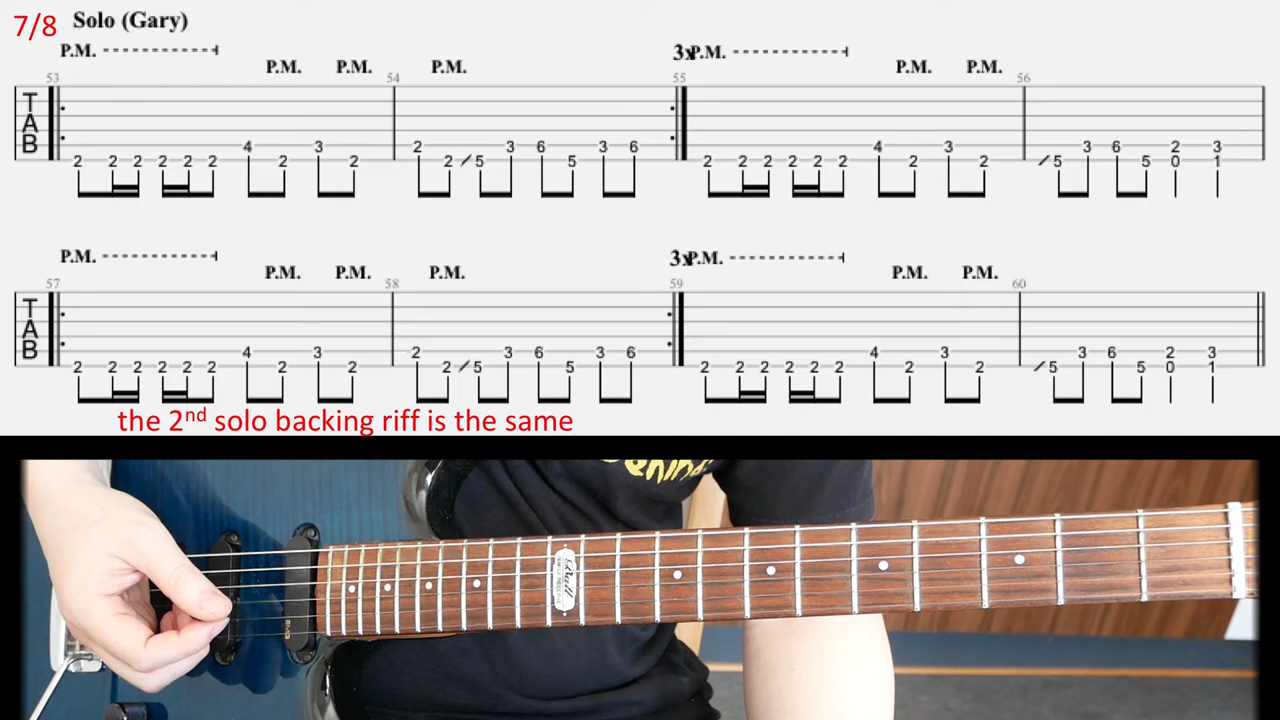 7/8 Solo (Gary)
P.M. P.M. P.M. P.M. 3x P.M. P.M. P.M.
53 54 55 56
T
A
B
4 3 2 3 6 3 6 4 3 3 6 2 3
2 2 2 2 2 2 2 2 2 5 5 2 2 2 2 2 2 2 2 5 5 0 1
P.M. P.M. P.M. P.M. 3x P.M. P.M. P.M.
57 58 59 60
T
A
B
4 3 2 3 6 3 6 4 3 3 6 2 3
2 2 2 2 2 2 2 2 2 5 5 2 2 2 2 2 2 2 2 5 5 0 1
the 2nd solo backing riff is the same
Ball
EMG